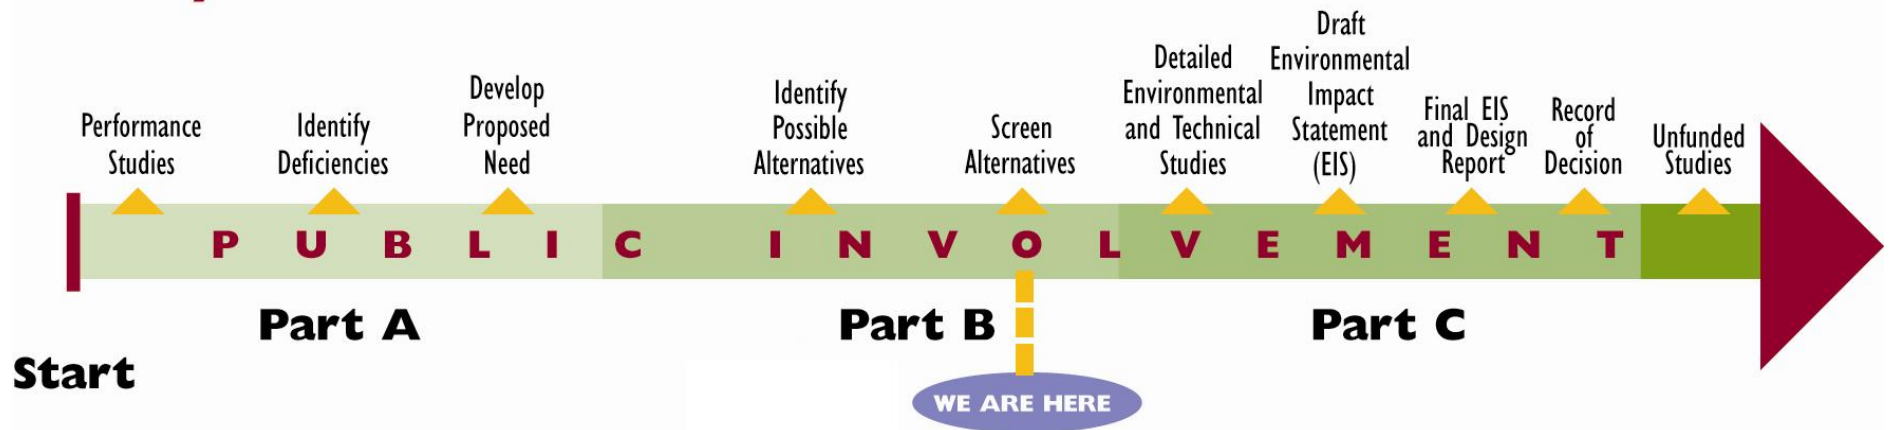 Performance
Studies
Identify
Deficiencies
Develop
Proposed
Need
Identify
Possible
Alternatives
Screen
Alternatives
Detailed
Environmental
and Technical
Studies
Draft
Environmental
Impact
Statement
(EIS)
Final EIS
and Design
Report
Record
of
Decision
Unfunded
Studies
PUBLIC INVOLVEMENT
Part A
Part B
Part C
Start
WE ARE HERE